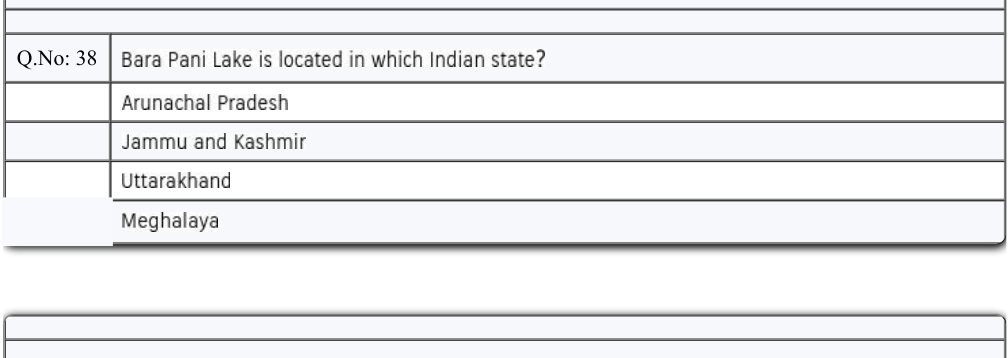 Q.No: 38 Bara Pani Lake is located in which Indian state?
Arunachal Pradesh
Jammu and Kashmir
Uttarakhand
Meghalaya